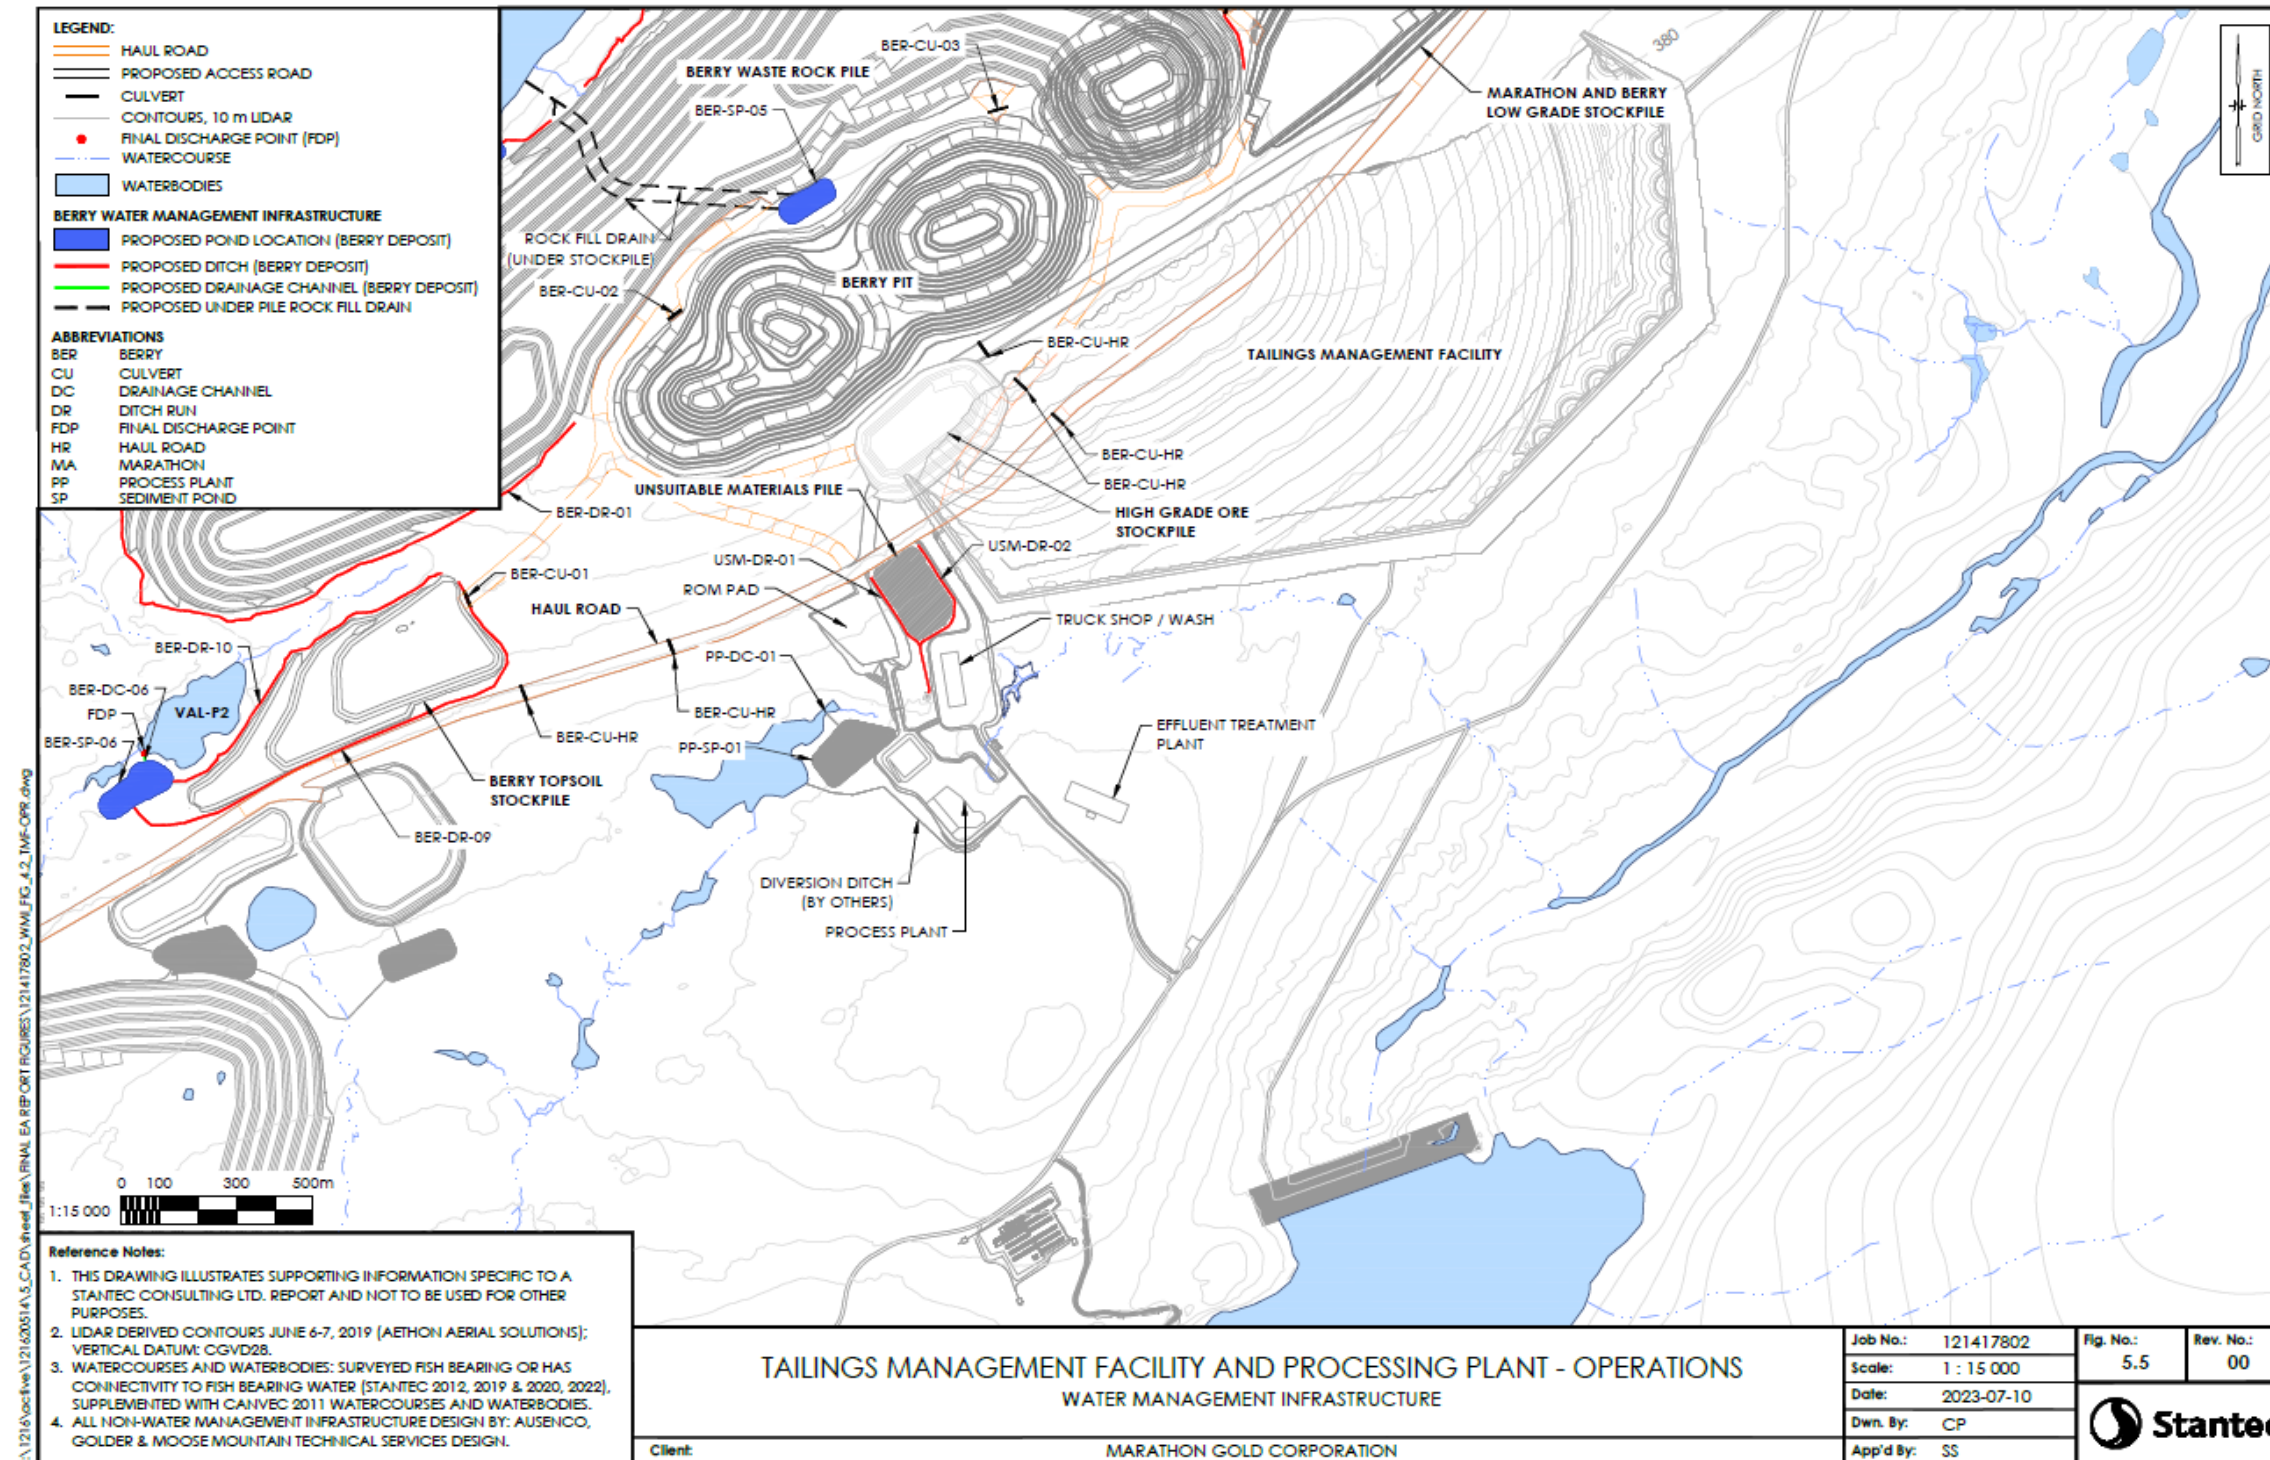 LEGEND:
HAUL ROAD
PROPOSED ACCESS ROAD
CULVERT
CONTOURS, 10 m LIDAR
FINAL DISCHARGE POINT (FDP)
WATERCOURSE
WATERBODIES
BERRY WATER MANAGEMENT INFRASTRUCTURE
PROPOSED POND LOCATION (BERRY DEPOSIT)
PROPOSED DITCH (BERRY DEPOSIT)
PROPOSED DRAINAGE CHANNEL (BERRY DEPOSIT)
PROPOSED UNDER PILE ROCK FILL DRAIN
ABBREVIATIONS
BER BERRY
CU CULVERT
DC DRAINAGE CHANNEL
DR DITCH RUN
FDP FINAL DISCHARGE POINT
HR HAUL ROAD
MA MARATHON
PP PROCESS PLANT
SP SEDIMENT POND
BER-CU-03
BERRY WASTE ROCK PILE
BER-SP-05
380
MARATHON AND BERRY
LOW GRADE STOCKPILE
GRID NORTH
ROCK FILL DRAIN
(UNDER STOCKPILE)
BER-CU-02
BERRY PIT
BER-CU-HR
TAILINGS MANAGEMENT FACILITY
BER-CU-HR
BER-CU-HR
HIGH GRADE ORE
STOCKPILE
UNSUITABLE MATERIALS PILE
BER-DR-01
USM-DR-02
USM-DR-01
BER-CU-01
ROM PAD
HAUL ROAD
TRUCK SHOP / WASH
BER-DR-10
PP-DC-01
BER-DC-06
FDP
VAL-P2
BER-CU-HR
BER-SP-06
BER-CU-HR
PP-SP-01
EFFLUENT TREATMENT
PLANT
BERRY TOPSOIL
STOCKPILE
BER-DR-09
DIVERSION DITCH
(BY OTHERS)
PROCESS PLANT
0 100 300 500m
1:15 000
Reference Notes:
1. THIS DRAWING ILLUSTRATES SUPPORTING INFORMATION SPECIFIC TO A
STANTEC CONSULTING LTD. REPORT AND NOT TO BE USED FOR OTHER
PURPOSES.
2. LIDAR DERIVED CONTOURS JUNE 6-7, 2019 (AETHON AERIAL SOLUTIONS);
VERTICAL DATUM: CGVD28.
3. WATERCOURSES AND WATERBODIES: SURVEYED FISH BEARING OR HAS
CONNECTIVITY TO FISH BEARING WATER (STANTEC 2012, 2019 & 2020, 2022),
SUPPLEMENTED WITH CANVEC 2011 WATERCOURSES AND WATERBODIES.
4. ALL NON-WATER MANAGEMENT INFRASTRUCTURE DESIGN BY: AUSENCO,
GOLDER & MOOSE MOUNTAIN TECHNICAL SERVICES DESIGN.
TAILINGS MANAGEMENT FACILITY AND PROCESSING PLANT - OPERATIONS
WATER MANAGEMENT INFRASTRUCTURE
Client: MARATHON GOLD CORPORATION
Job No.: 121417802
Scale: 1 : 15 000
Date: 2023-07-10
Dwn. By: CP
App'd By: SS
Fig. No.: 5.5
Rev. No.: 00
Stantec